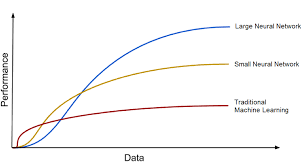 Large Neural Network
Small Neural Network
Traditional
Machine Learning
Performance
Data